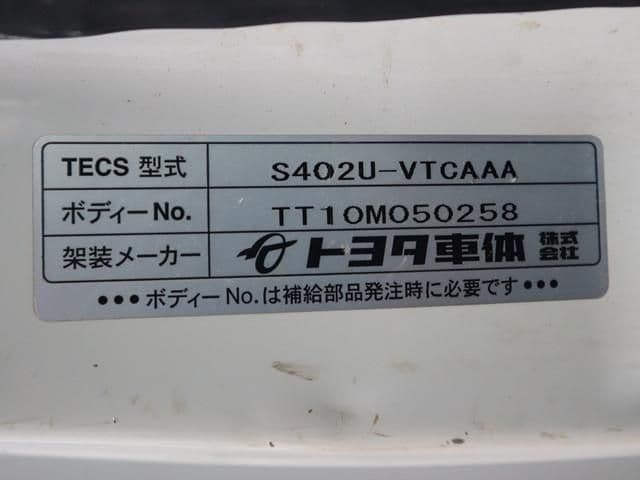 TECS 型式 S402U-VTCAAA
ボディーNo. TT10M050258
架装メーカー トヨタ車体 株式会社
•••ボディーNo.は補給部品発注時に必要です•••